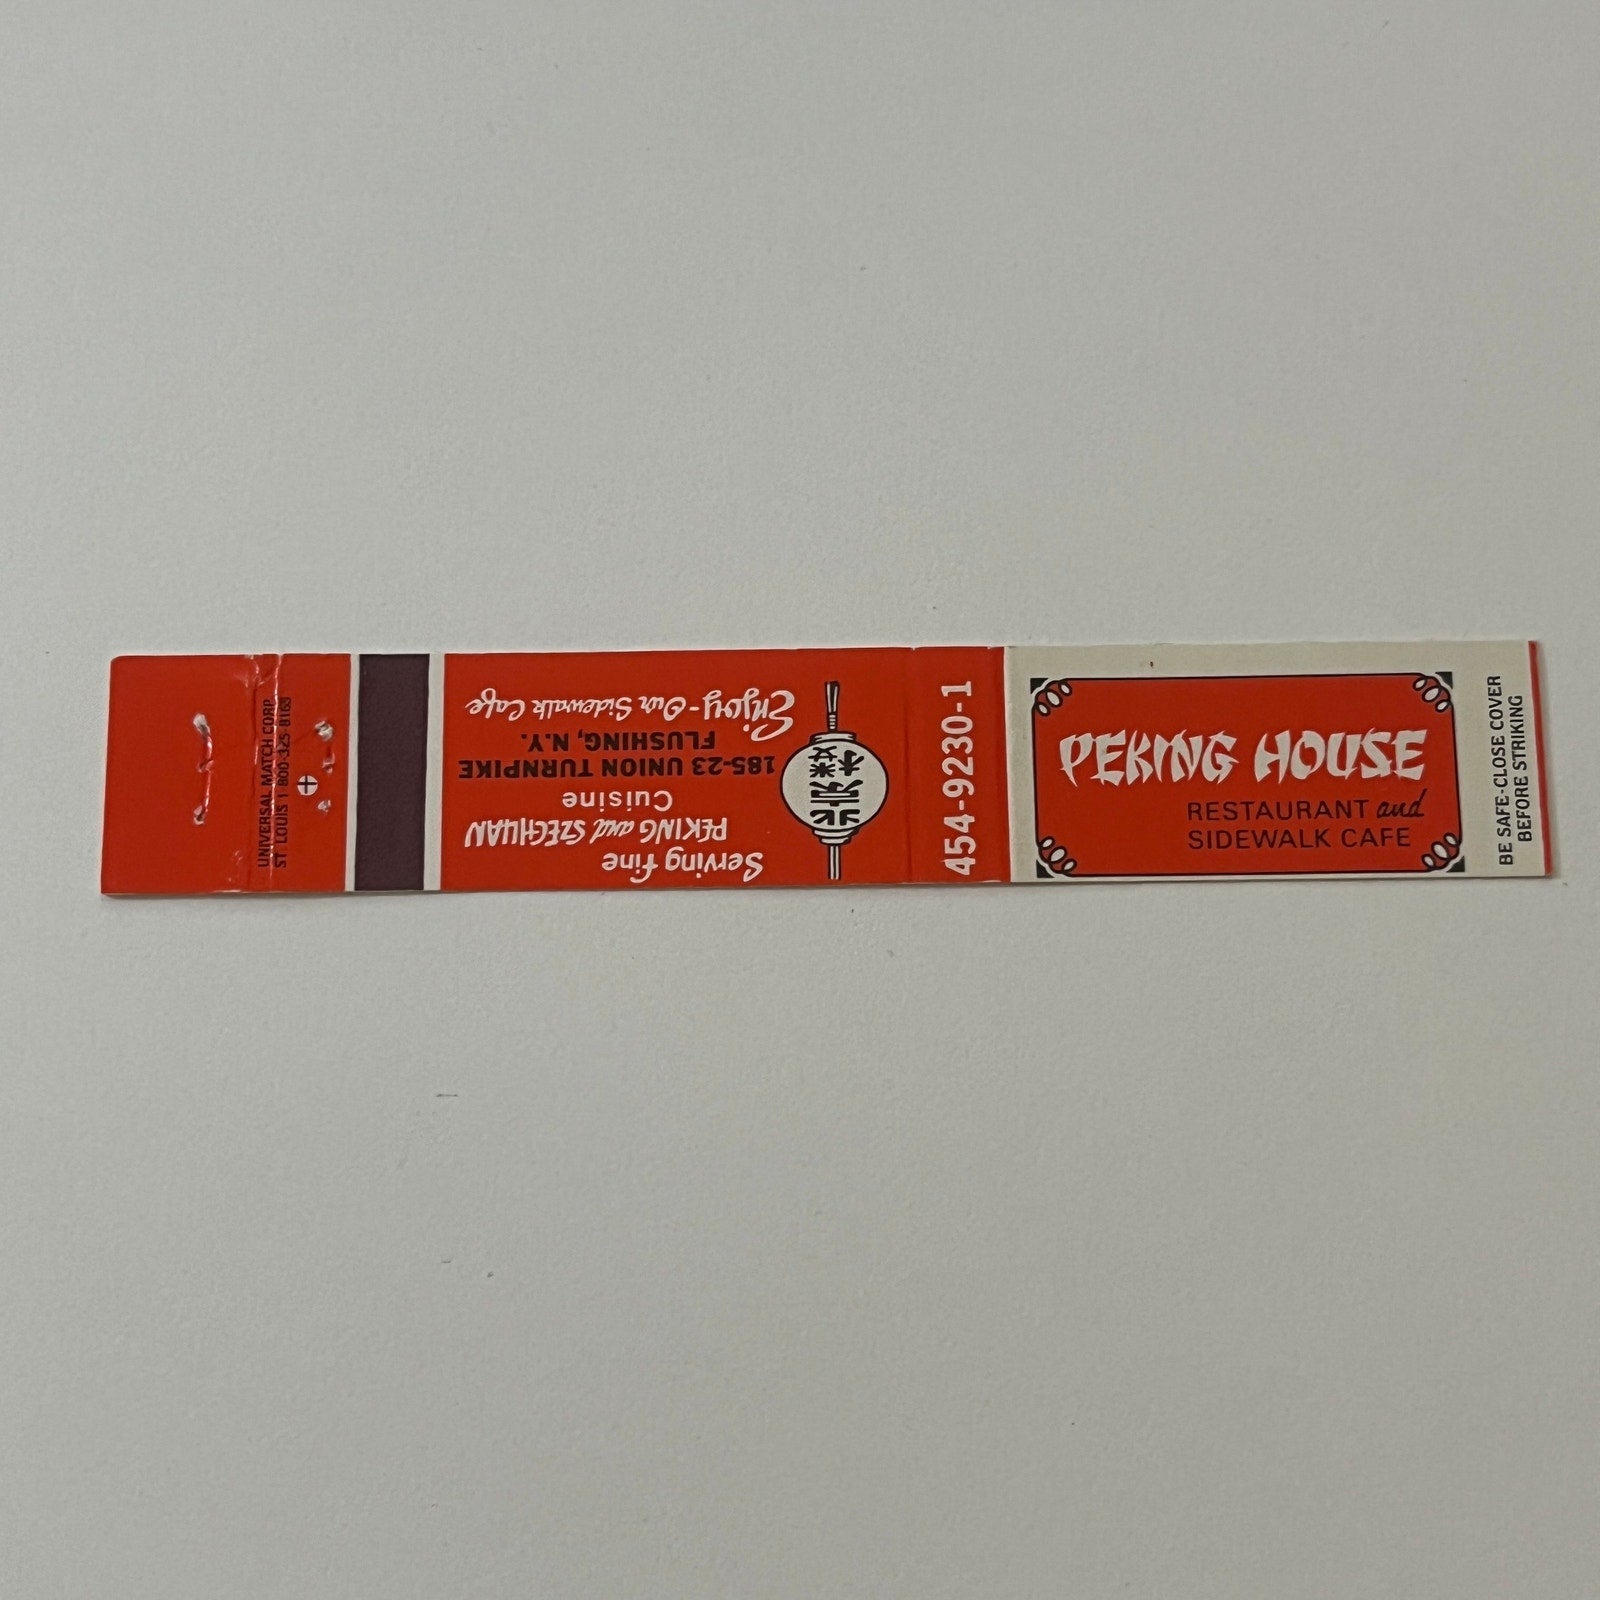 PEKING HOUSE
RESTAURANT and
SIDEWALK CAFE
BE SAFE-CLOSE COVER
BEFORE STRIKING
454-9230-1
Serving fine
PEKING and SZECHUAN
Cuisine
185-23 UNION TURNPIKE
FLUSHING, N.Y.
Enjoy - Our Sidewalk Cafe
UNIVERSAL MATCH CORP.
ST LOUIS 1-800-325-8168